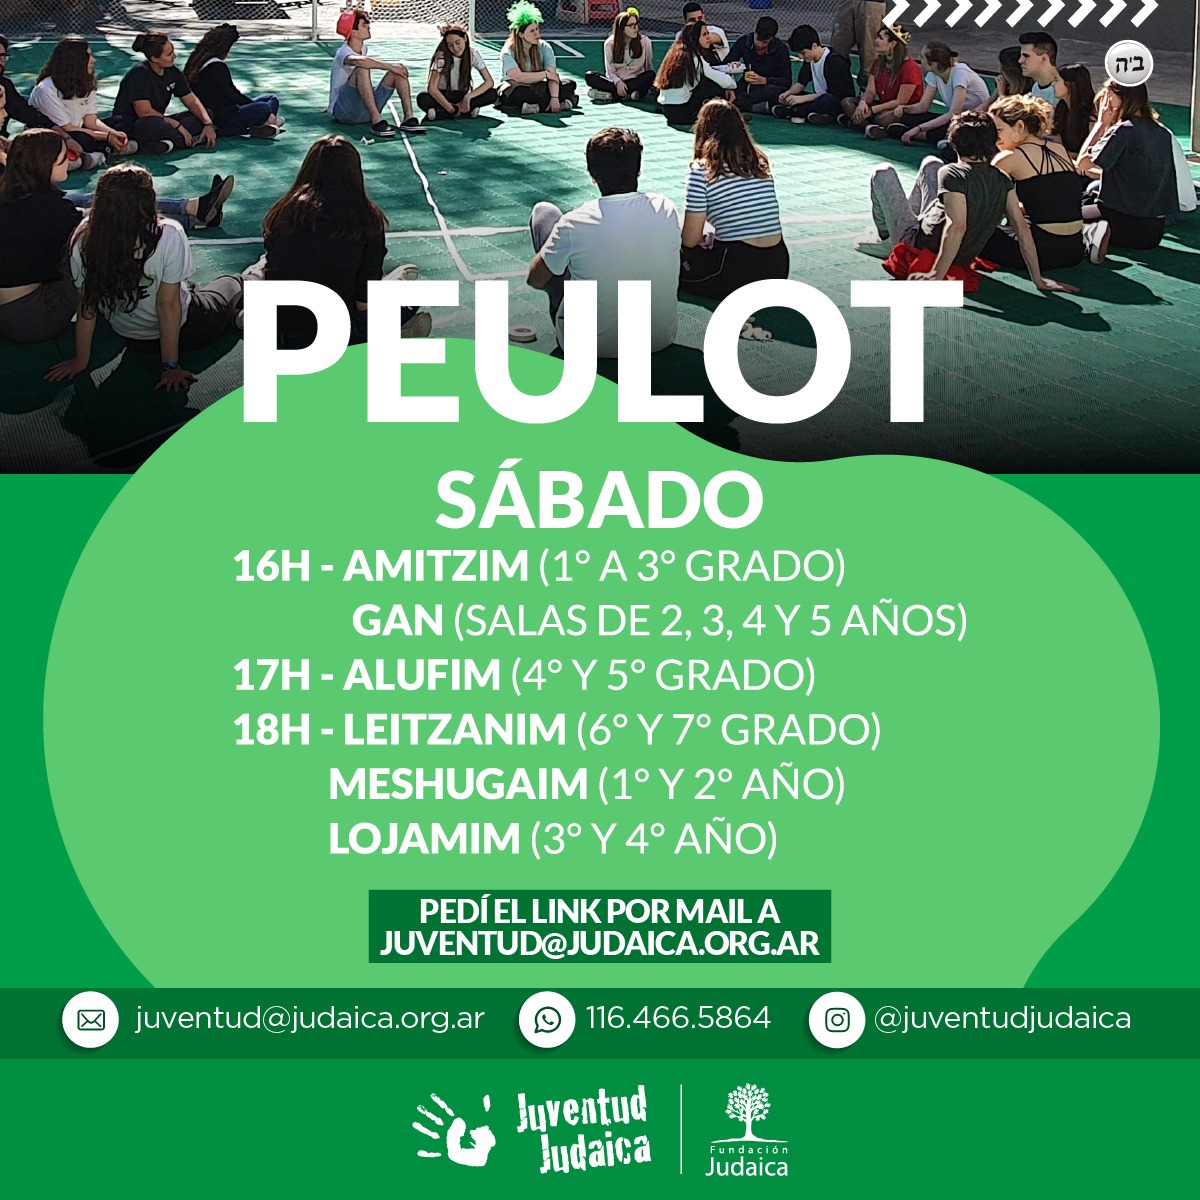 ב״ה
PEULOT
SÁBADO
16H - AMITZIM (1° A 3° GRADO)
GAN (SALAS DE 2, 3, 4 Y 5 AÑOS)
17H - ALUFIM (4° Y 5° GRADO)
18H - LEITZANIM (6° Y 7° GRADO)
MESHUGAIM (1° Y 2° AÑO)
LOJAMIM (3° Y 4° AÑO)
PEDÍ EL LINK POR MAIL A
JUVENTUD@JUDAICA.ORG.AR
juventud@judaica.org.ar 116.466.5864 @juventudjudaica
Juventud
Judaica
Fundación
Judaica